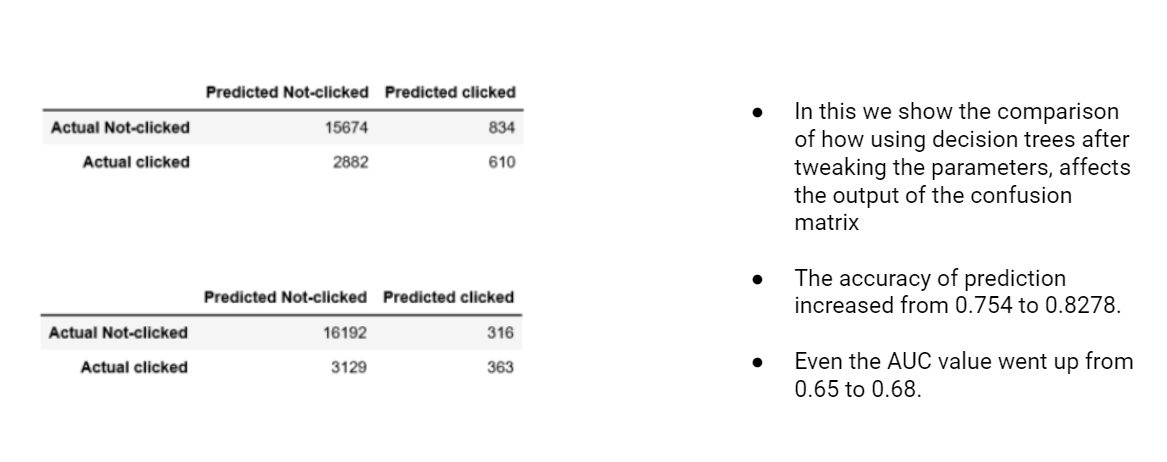 Predicted Not-clicked Predicted clicked
Actual Not-clicked 15674 834
Actual clicked 2882 610
Predicted Not-clicked Predicted clicked
Actual Not-clicked 16192 316
Actual clicked 3129 363
● In this we show the comparison
of how using decision trees after
tweaking the parameters, affects
the output of the confusion
matrix
● The accuracy of prediction
increased from 0.754 to 0.8278.
● Even the AUC value went up from
0.65 to 0.68.